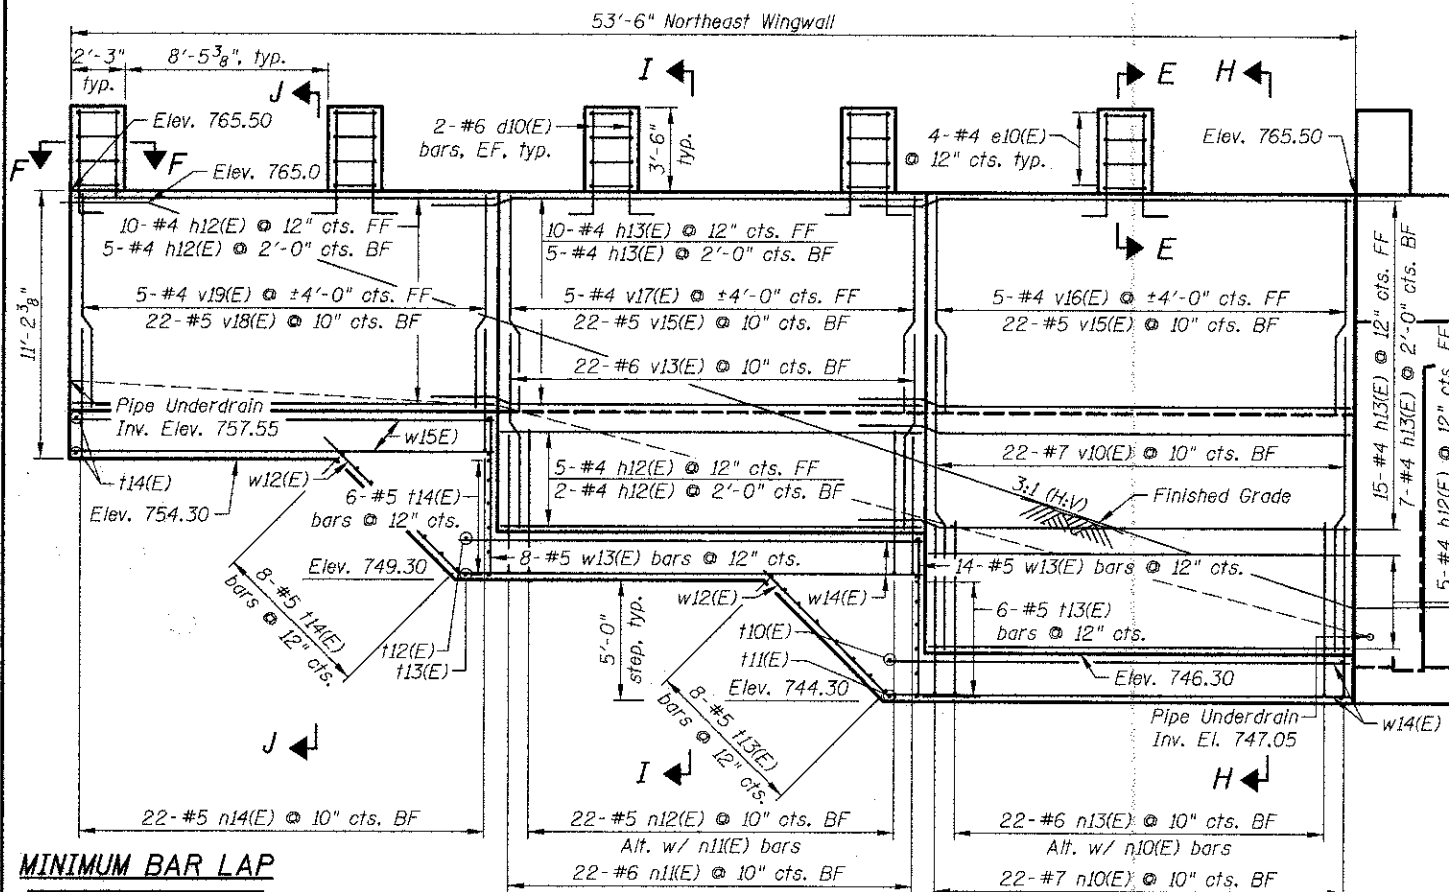 53'-6" Northeast Wingwall
2'-3"
typ.
8'-5 3/8", typ.
J
I
E
H
Elev. 765.50
2-#6 d10(E)
bars, EF, typ.
3'-6"
typ.
4-#4 e10(E)
@ 12" cts. typ.
Elev. 765.50
F
F
Elev. 765.0
E
10-#4 h12(E) @ 12" cts. FF
5-#4 h12(E) @ 2'-0" cts. BF
10-#4 h13(E) @ 12" cts. FF
5-#4 h13(E) @ 2'-0" cts. BF
15-#4 h13(E) @ 12" cts. FF
7-#4 h13(E) @ 2'-0" cts. BF
5-#4 h12(E) @ 12" cts. FF
11'-2 3/8"
5-#4 v19(E) @ ±4'-0" cts. FF
22-#5 v18(E) @ 10" cts. BF
5-#4 v17(E) @ ±4'-0" cts. FF
22-#5 v15(E) @ 10" cts. BF
5-#4 v16(E) @ ±4'-0" cts. FF
22-#5 v15(E) @ 10" cts. BF
22-#6 v13(E) @ 10" cts. BF
Pipe Underdrain
Inv. Elev. 757.55
w15E)
22-#7 v10(E) @ 10" cts. BF
t14(E)
w12(E)
5-#4 h12(E) @ 12" cts. FF
2-#4 h12(E) @ 2'-0" cts. BF
3:1 (H:V)
Finished Grade
Elev. 754.30
6-#5 t14(E)
bars @ 12" cts.
8-#5 w13(E) bars @ 12" cts.
14-#5 w13(E) bars @ 12" cts.
Elev. 749.30
8-#5 t14(E)
bars @ 12" cts.
w12(E)
w14(E)
6-#5 t13(E)
bars @ 12" cts.
t12(E)
t13(E)
5'-0"
step, typ.
t10(E)
t11(E)
Elev. 744.30
Elev. 746.30
8-#5 t13(E)
bars @ 12" cts.
Pipe Underdrain
Inv. El. 747.05
w14(E)
J
I
H
22-#5 n14(E) @ 10" cts. BF
22-#5 n12(E) @ 10" cts. BF
Alt. w/ n11(E) bars
22-#6 n11(E) @ 10" cts. BF
22-#6 n13(E) @ 10" cts. BF
Alt. w/ n10(E) bars
22-#7 n10(E) @ 10" cts. BF
MINIMUM BAR LAP